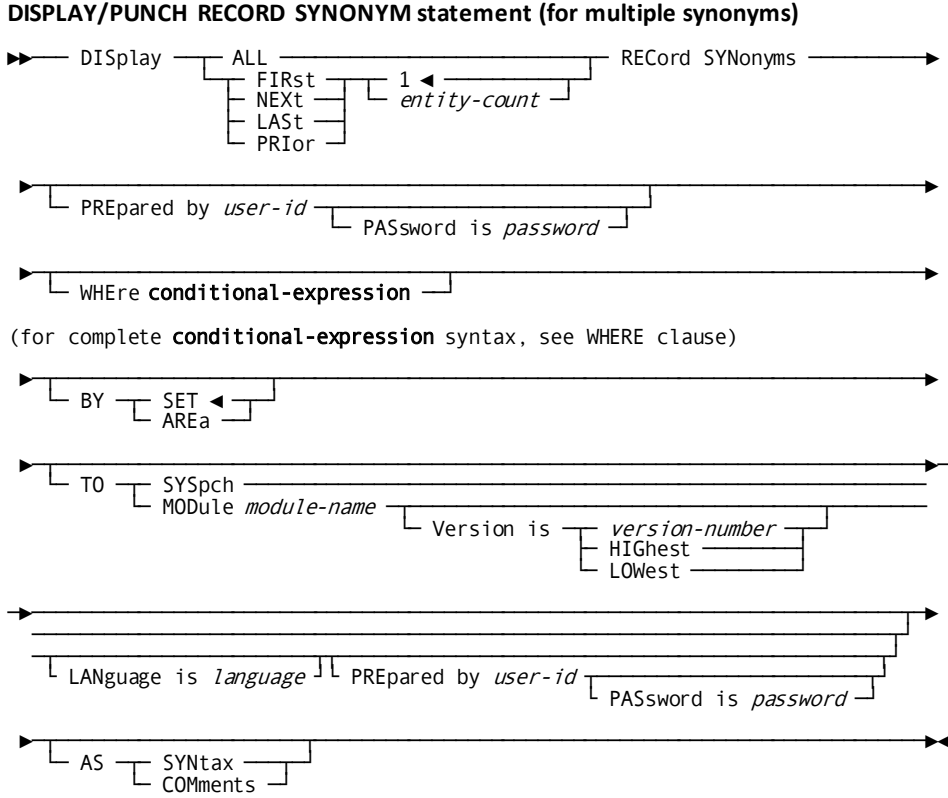 DISPLAY/PUNCH RECORD SYNONYM statement (for multiple synonyms)
DISplay ALL RECord SYNonyms
FIRst 1
NEXt entity-count
LASt
PRIor
PREpared by user-id
PASsword is password
WHEre conditional-expression
(for complete conditional-expression syntax, see WHERE clause)
BY SET
AREa
TO SYSpch
MODule module-name
Version is version-number
HIGhest
LOWest
LANguage is language PREpared by user-id
PASsword is password
AS SYNtax
COMments